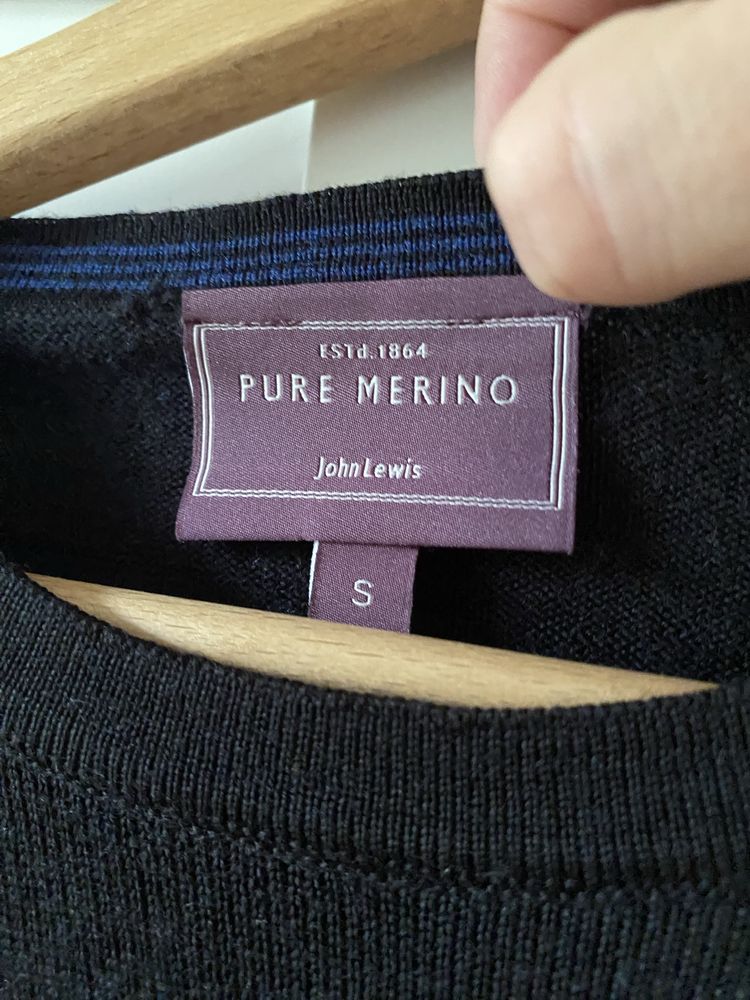 ESTd.1864
PURE MERINO
John Lewis
S